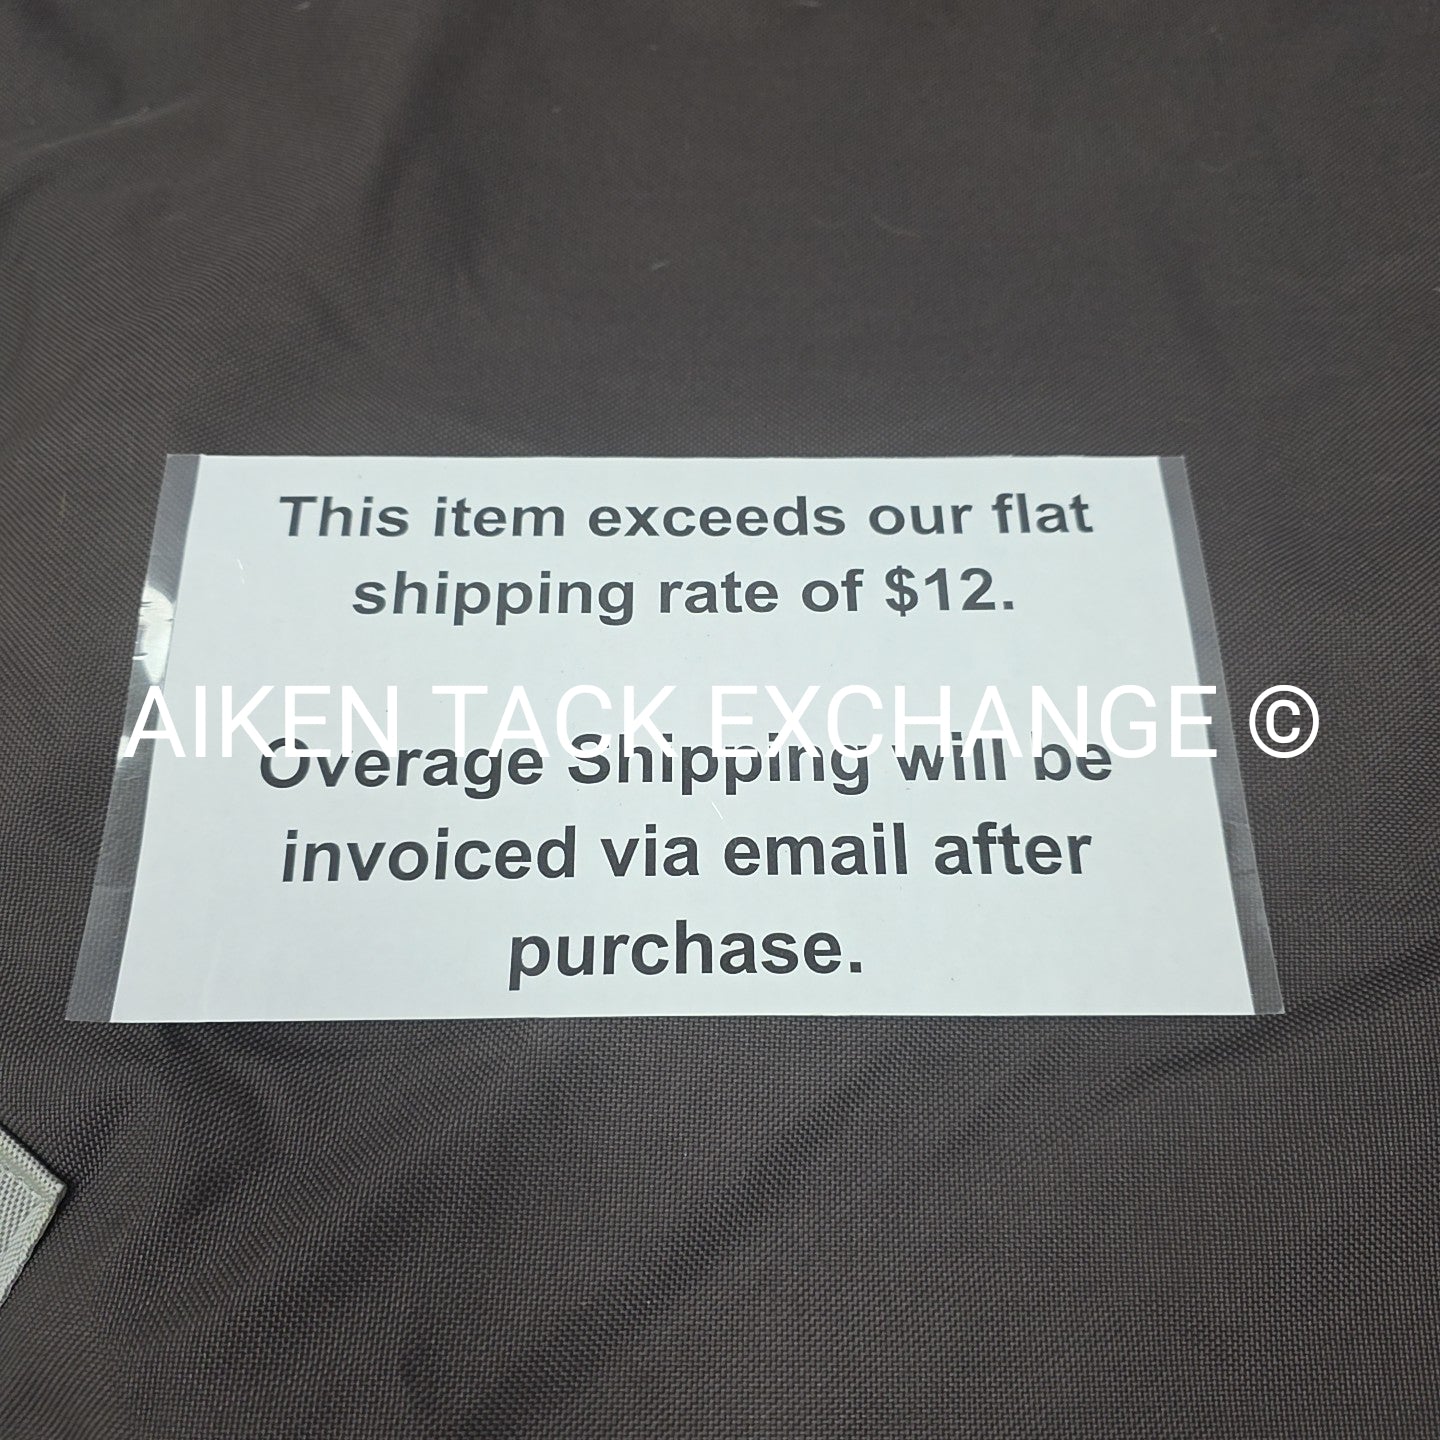 This item exceeds our flat
shipping rate of $12.
AIKEN TACK EXCHANGE ©
Overage Shipping will be
invoiced via email after
purchase.